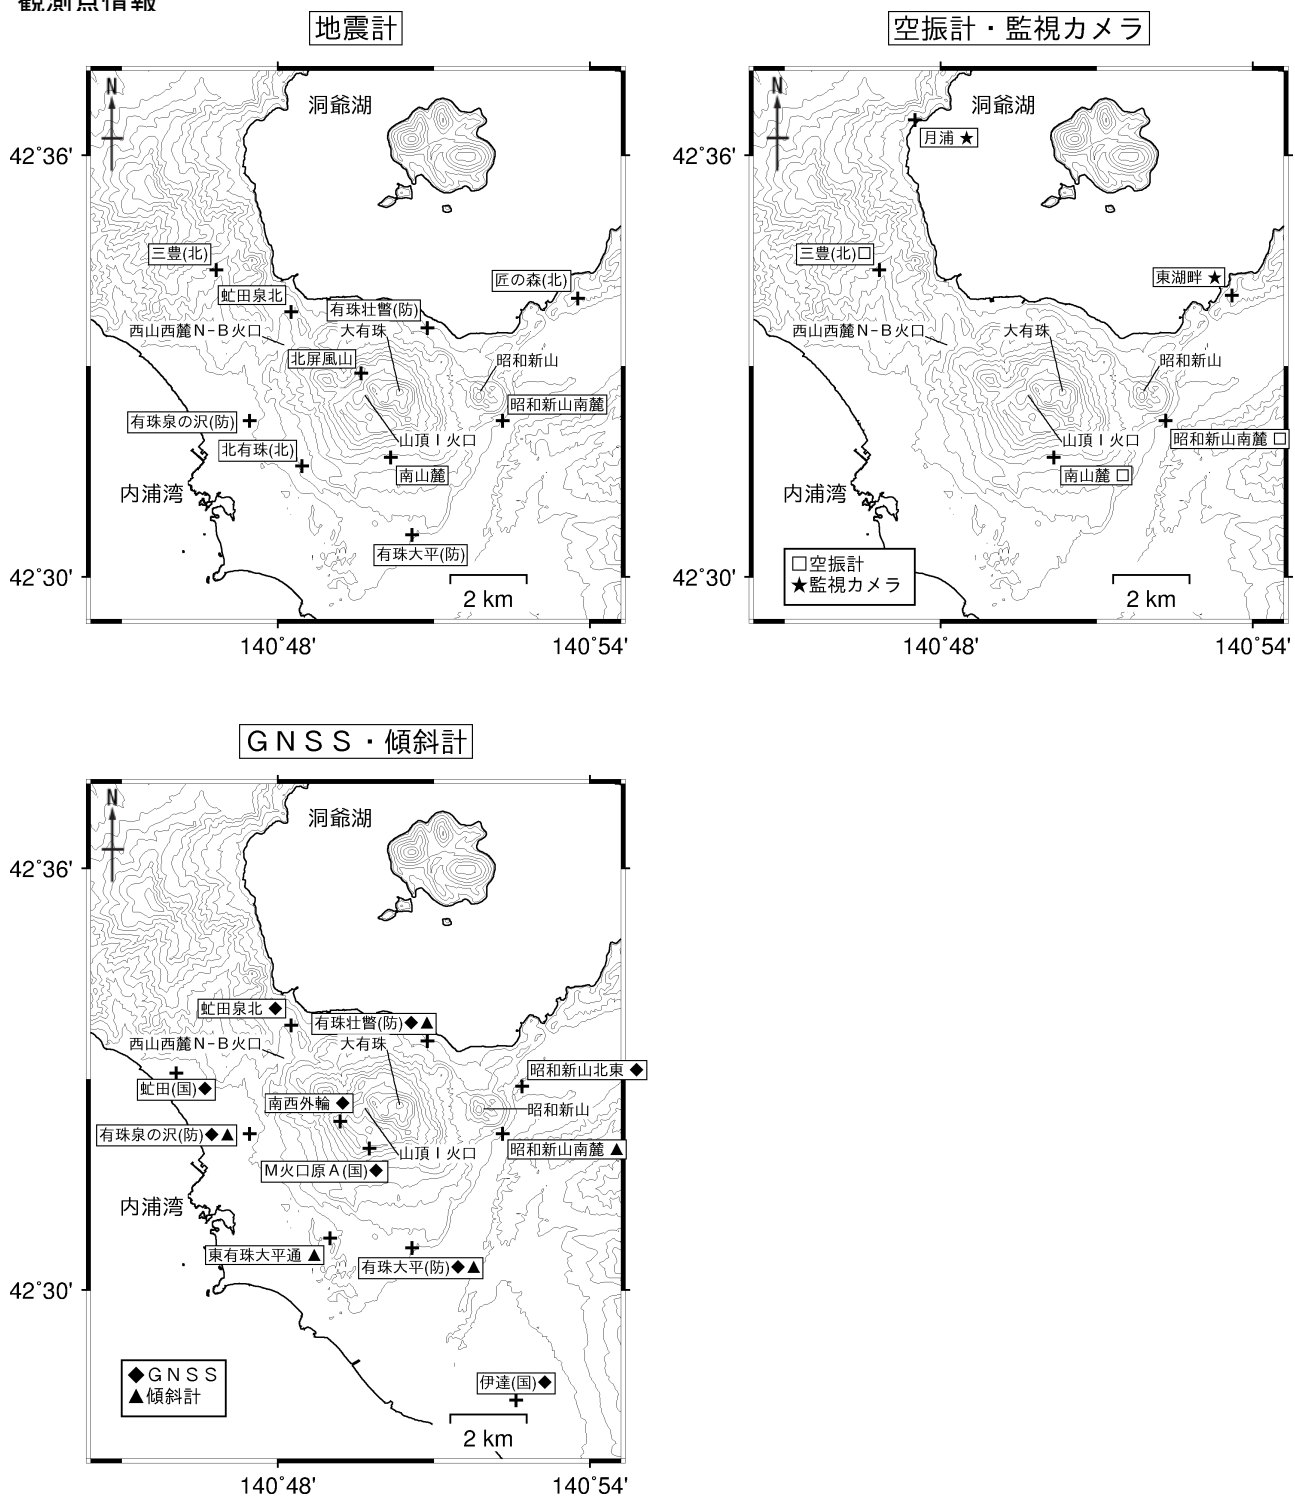 観測点情報
地震計
N
洞爺湖
42°36'
三豊(北)
匠の森(北)
虻田泉北
有珠壮瞥(防)
西山西麓N-B火口
大有珠
北屏風山
昭和新山
昭和新山南麓
有珠泉の沢(防)
山頂Ⅰ火口
北有珠(北)
南山麓
内浦湾
有珠大平(防)
42°30'
2 km
140°48'
140°54'
空振計・監視カメラ
N
洞爺湖
月浦★
42°36'
三豊(北)□
東湖畔★
西山西麓N-B火口
大有珠
昭和新山
山頂Ⅰ火口
昭和新山南麓□
南山麓□
内浦湾
□空振計
★監視カメラ
42°30'
2 km
140°48'
140°54'
ＧＮＳＳ・傾斜計
N
洞爺湖
42°36'
虻田泉北◆
有珠壮瞥(防)◆▲
西山西麓N-B火口
大有珠
昭和新山北東◆
虻田(国)◆
南西外輪◆
昭和新山
有珠泉の沢(防)◆▲
昭和新山南麓▲
山頂Ⅰ火口
Ｍ火口原Ａ(国)◆
内浦湾
東有珠大平通▲
有珠大平(防)◆▲
42°30'
◆ＧＮＳＳ
▲傾斜計
伊達(国)◆
2 km
140°48'
140°54'